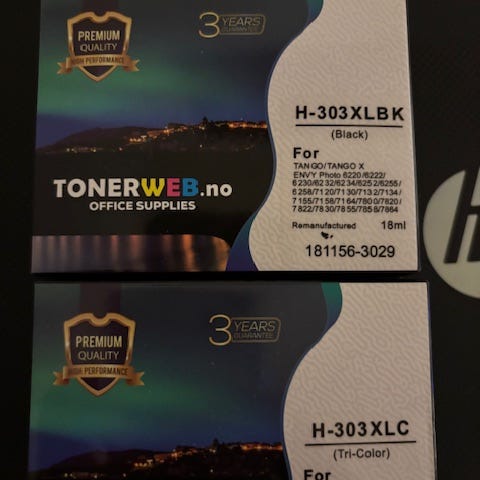 PREMIUM
QUALITY
HIGH PERFORMANCE
3 YEARS
GUARANTEE
H-303XLBK
(Black)
For
TANGO/TANGO X
ENVY Photo 6220/6222/
6230/6232/6234/6252/6255/
6258/7120/7130/7132/7134/
7155/7158/7164/7800/7820/
7822/7830/7855/7858/7864
Remanufactured 18ml
181156-3029
TONERWEB.no
OFFICE SUPPLIES
PREMIUM
QUALITY
HIGH PERFORMANCE
3 YEARS
GUARANTEE
H-303XLC
(Tri-Color)
For